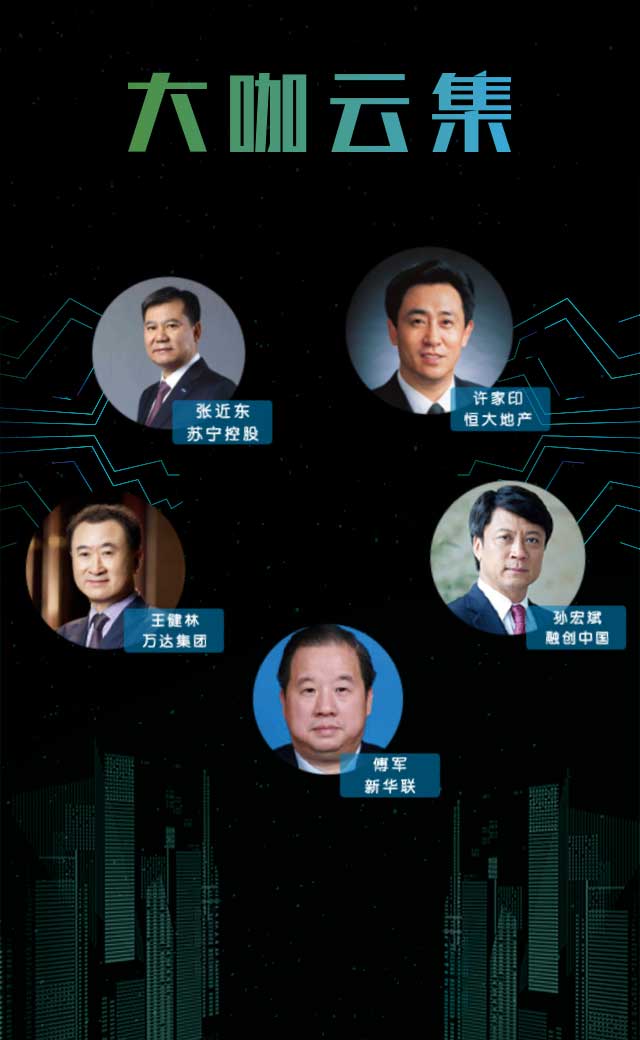 大咖云集
张近东
苏宁控股
许家印
恒大地产
王健林
万达集团
孙宏斌
融创中国
傅军
新华联